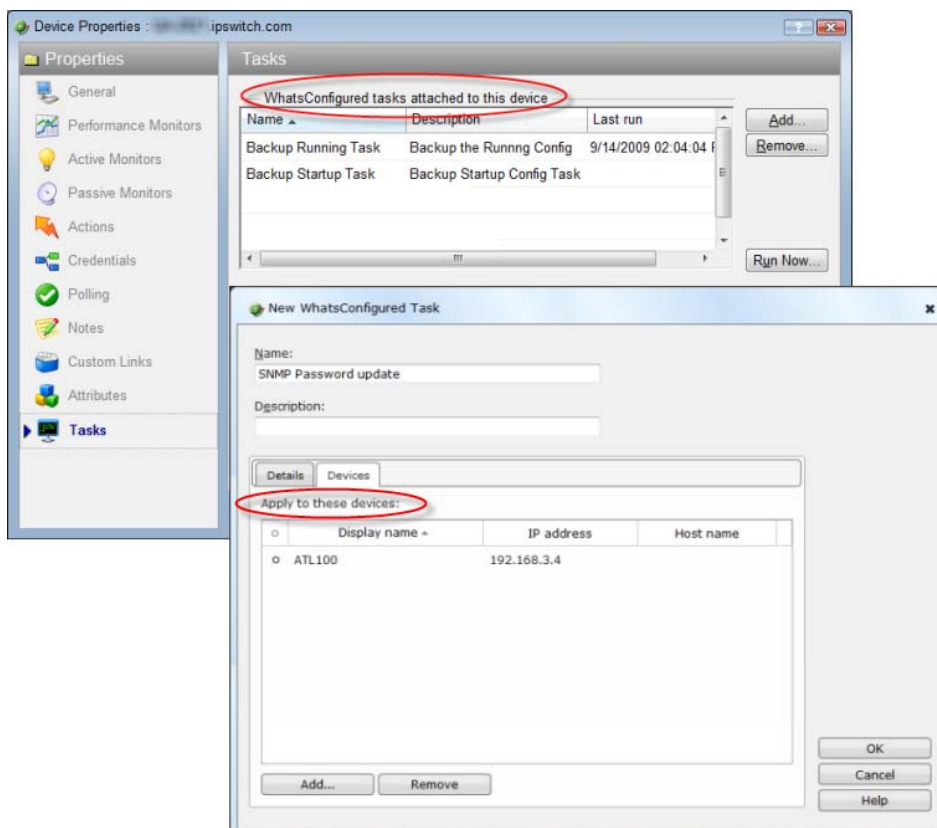 Device Properties : .ipswitch.com
Properties
General
Performance Monitors
Active Monitors
Passive Monitors
Actions
Credentials
Polling
Notes
Custom Links
Attributes
Tasks
Tasks
WhatsConfigured tasks attached to this device
Name Description Last run
Backup Running Task Backup the Runnng Config 9/14/2009 02:04:04
Backup Startup Task Backup Startup Config Task
Add...
Remove...
Run Now...
New WhatsConfigured Task
Name:
SNMP Password update
Description:
Details Devices
Apply to these devices:
Display name IP address Host name
ATL100 192.168.3.4
Add... Remove
OK
Cancel
Help